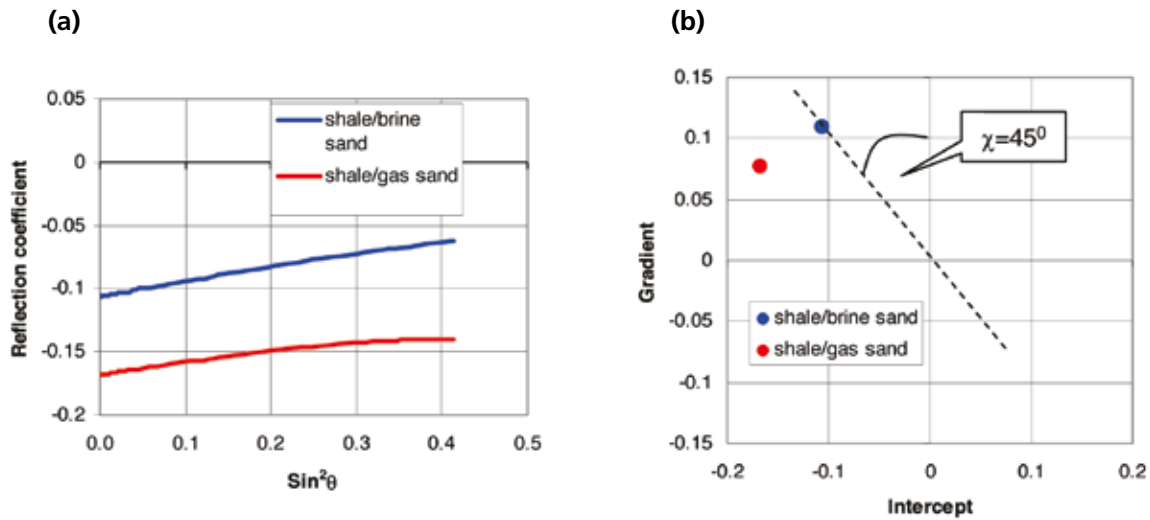 (a)
0.05
0
-0.05
-0.1
-0.15
-0.2
0.0 0.1 0.2 0.3 0.4 0.5
Reflection coefficient
Sin²θ
shale/brine
sand
shale/gas sand
(b)
0.15
0.1
0.05
0
-0.05
-0.1
-0.15
-0.2 -0.1 0 0.1 0.2
Gradient
Intercept
χ=45⁰
shale/brine sand
shale/gas sand